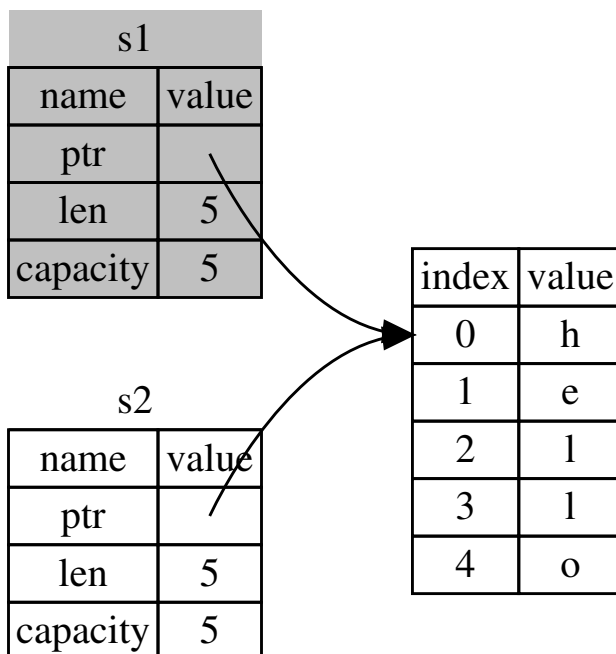 s1
name value
ptr
len 5
capacity 5
s2
name value
ptr
len 5
capacity 5
index value
0 h
1 e
2 l
3 l
4 o